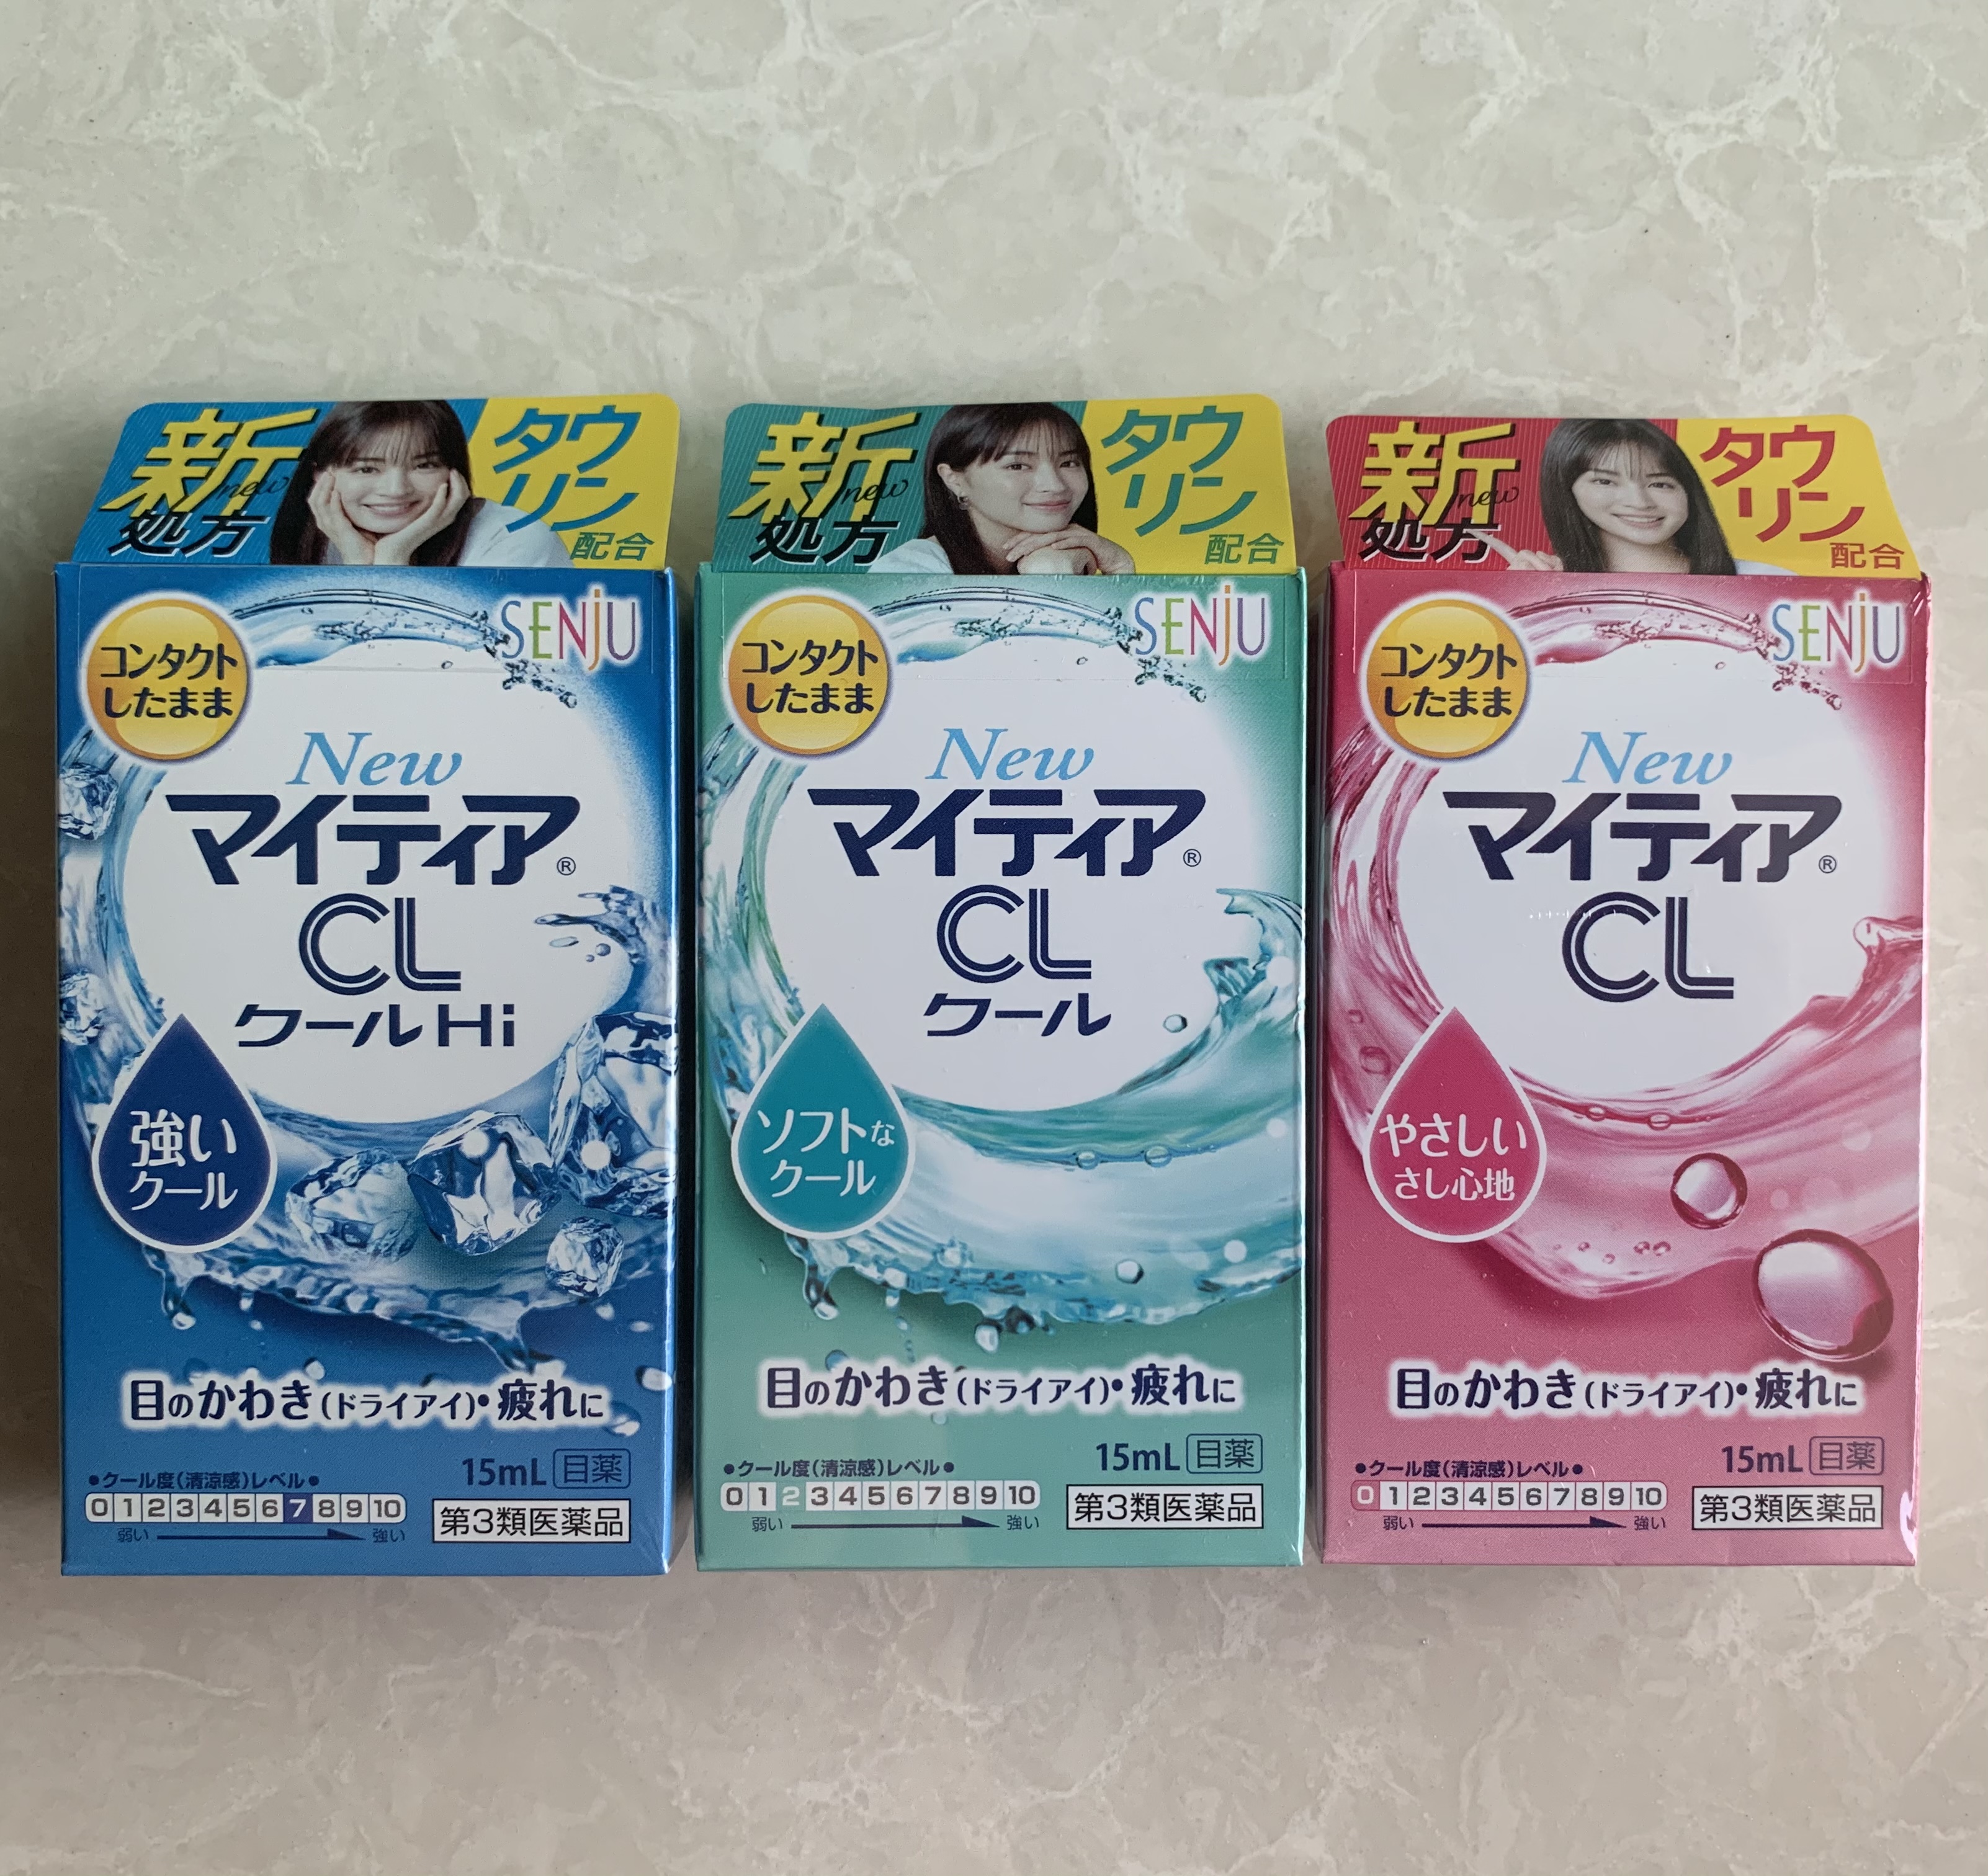 新
new
処方
タウ
リン
配合
コンタクト
したまま
SENJU
New
マイティア®
CL
クールHi
強い
クール
目のかわき(ドライアイ)・疲れに
15mL 目薬
●クール度(清涼感)レベル●
0 1 2 3 4 5 6 7 8 9 10
弱い 強い
第3類医薬品
新
new
処方
タウ
リン
配合
コンタクト
したまま
SENJU
New
マイティア®
CL
クール
ソフトな
クール
目のかわき(ドライアイ)・疲れに
15mL 目薬
●クール度(清涼感)レベル●
0 1 2 3 4 5 6 7 8 9 10
弱い 強い
第3類医薬品
新
new
処方
タウ
リン
配合
コンタクト
したまま
SENJU
New
マイティア®
CL
やさしい
さし心地
目のかわき(ドライアイ)・疲れに
15mL 目薬
●クール度(清涼感)レベル●
0 1 2 3 4 5 6 7 8 9 10
弱い 強い
第3類医薬品